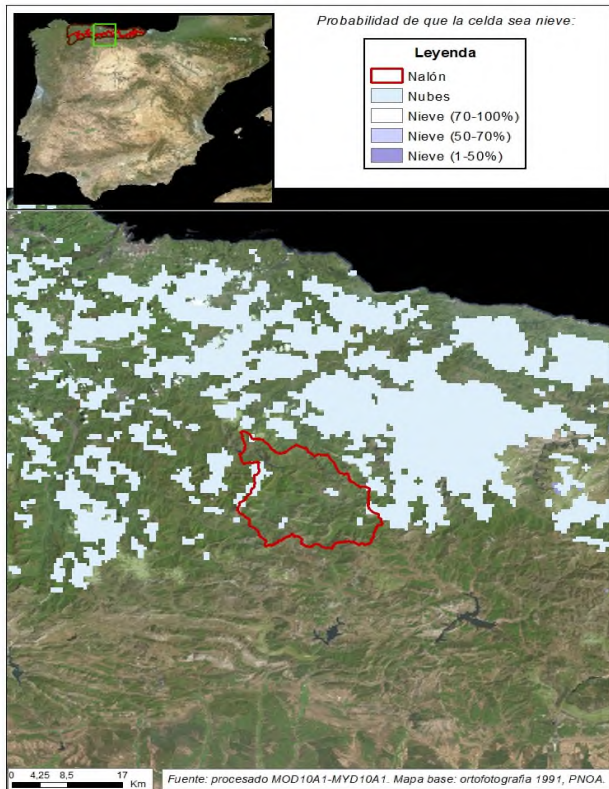 Probabilidad de que la celda sea nieve:
Leyenda
Nalón
Nubes
Nieve (70-100%)
Nieve (50-70%)
Nieve (1-50%)
0 4,25 8,5 17
Km
Fuente: procesado MOD10A1-MYD10A1. Mapa base: ortofotografia 1991, PNOA.